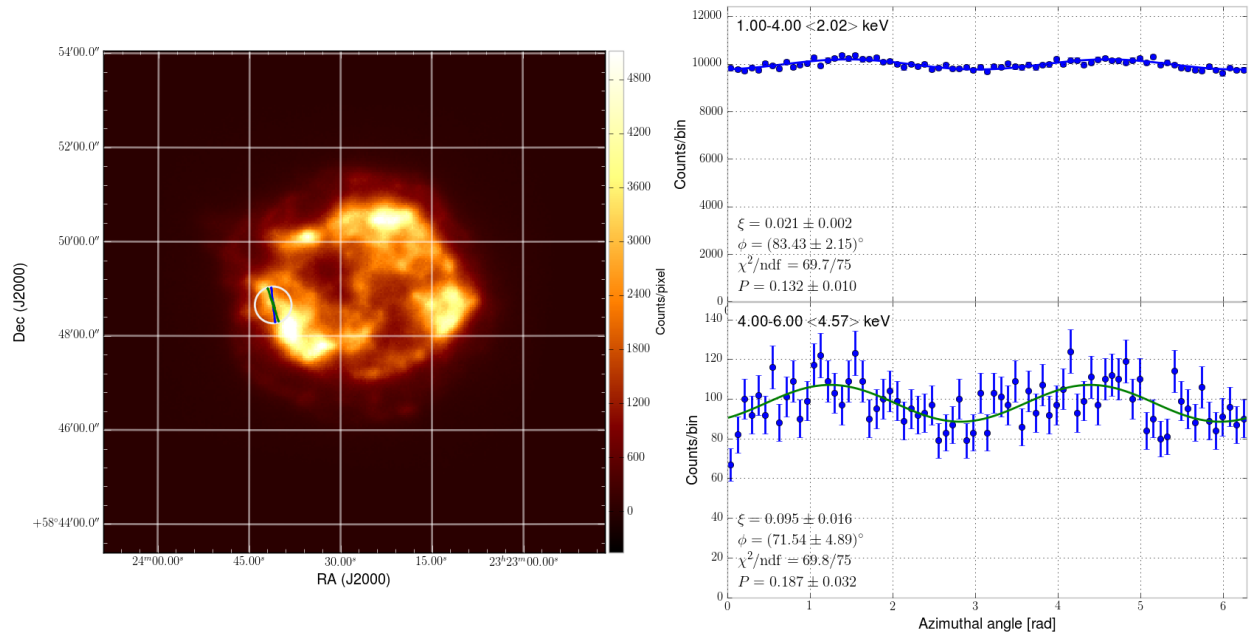 54′00.0″
52′00.0″
50′00.0″
48′00.0″
46′00.0″
+58°44′00.0″
Dec (J2000)
24ᵐ00.00ˢ
45.00ˢ
30.00ˢ
15.00ˢ
23ʰ23ᵐ00.00ˢ
RA (J2000)
4800
4200
3600
3000
2400
1800
1200
600
0
Counts/pixel
12000
10000
8000
6000
4000
2000
0
Counts/bin
1.00-4.00 <2.02> keV
ξ = 0.021 ± 0.002
ϕ = (83.43 ± 2.15)°
χ²/ndf = 69.7/75
P = 0.132 ± 0.010
140
120
100
80
60
40
20
0
Counts/bin
4.00-6.00 <4.57> keV
ξ = 0.095 ± 0.016
ϕ = (71.54 ± 4.89)°
χ²/ndf = 69.8/75
P = 0.187 ± 0.032
0
1
2
3
4
5
6
Azimuthal angle [rad]